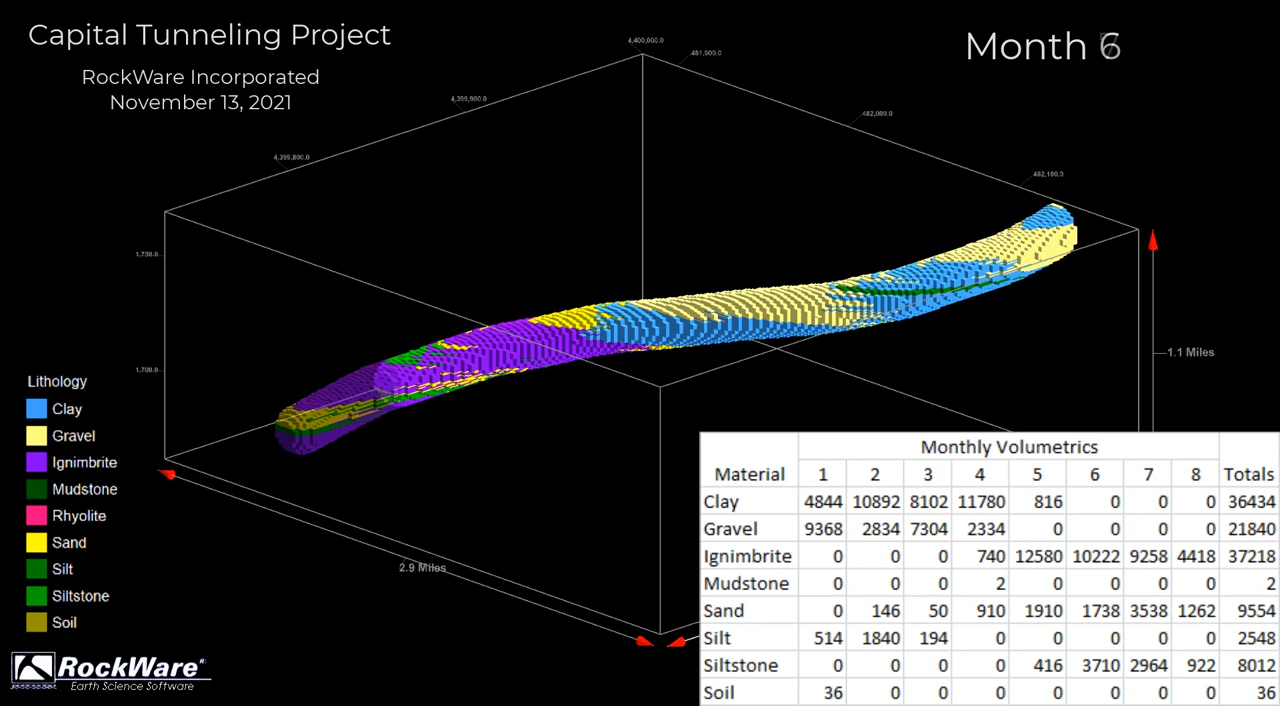 Capital Tunneling Project
RockWare Incorporated
November 13, 2021
Month 6
4,400,000.0
481,900.0
4,399,900.0
482,000.0
4,399,800.0
482,100.0
1,750.0
1,700.0
1.1 Miles
2.9 Miles
Lithology
Clay
Gravel
Ignimbrite
Mudstone
Rhyolite
Sand
Silt
Siltstone
Soil
RockWare
Earth Science Software
Monthly Volumetrics
Material 1 2 3 4 5 6 7 8 Totals
Clay 4844 10892 8102 11780 816 0 0 0 36434
Gravel 9368 2834 7304 2334 0 0 0 0 21840
Ignimbrite 0 0 0 740 12580 10222 9258 4418 37218
Mudstone 0 0 0 2 0 0 0 0 2
Sand 0 146 50 910 1910 1738 3538 1262 9554
Silt 514 1840 194 0 0 0 0 0 2548
Siltstone 0 0 0 0 416 3710 2964 922 8012
Soil 36 0 0 0 0 0 0 0 36